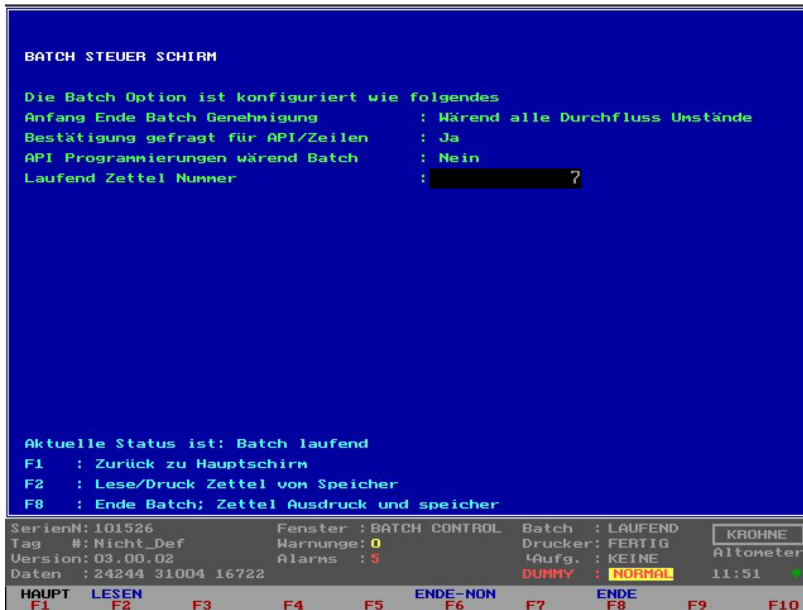 BATCH STEUER SCHIRM
Die Batch Option ist konfiguriert wie folgendes
Anfang Ende Batch Genehmigung : Wärend alle Durchfluss Umstände
Bestätigung gefragt für API/Zeilen : Ja
API Programmierungen wärend Batch : Nein
Laufend Zettel Nummer : 7
Aktuelle Status ist: Batch laufend
F1 : Zurück zu Hauptschirm
F2 : Lese/Druck Zettel vom Speicher
F8 : Ende Batch; Zettel Ausdruck und speicher
SerienN: 101526 Fenster : BATCH CONTROL Batch : LAUFEND KROHNE
Tag #: Nicht_Def Warnunge: 0 Drucker: FERTIG Altometer
Version: 03.00.02 Alarms : 5 └Aufg. : KEINE
Daten : 24244 31004 16722 DUMMY : NORMAL 11:51
HAUPT LESEN ENDE-NON ENDE
F1 F2 F3 F4 F5 F6 F7 F8 F9 F10